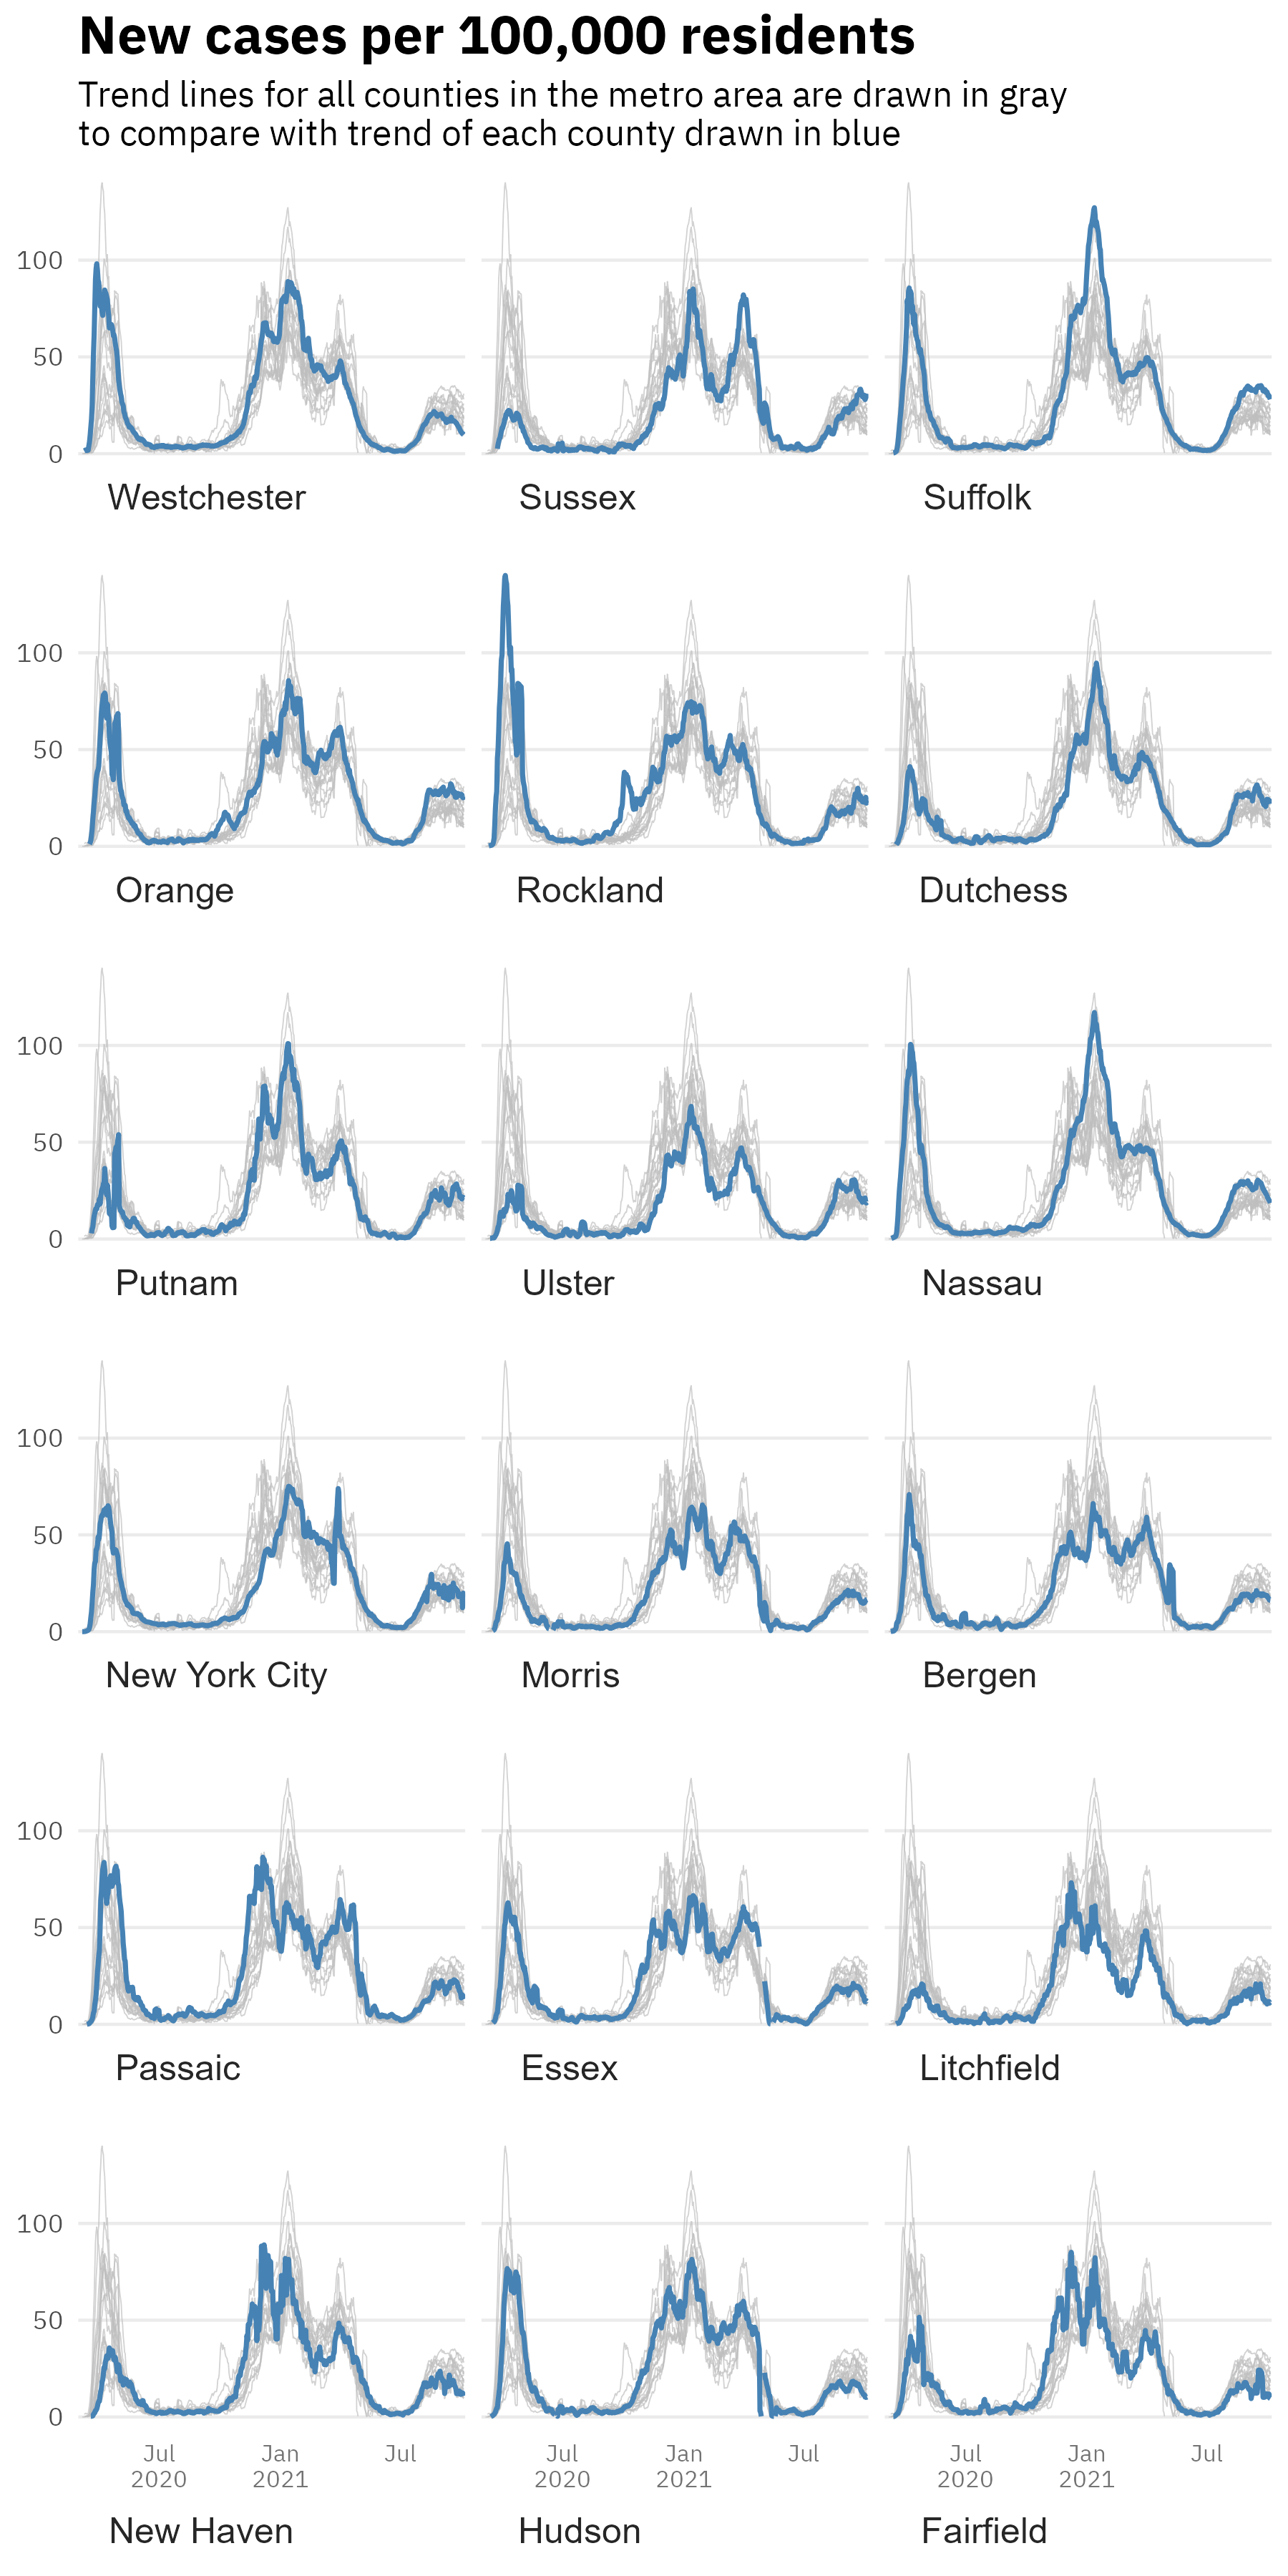 New cases per 100,000 residents
Trend lines for all counties in the metro area are drawn in gray
to compare with trend of each county drawn in blue
100
50
0
Westchester
Sussex
Suffolk
100
50
0
Orange
Rockland
Dutchess
100
50
0
Putnam
Ulster
Nassau
100
50
0
New York City
Morris
Bergen
100
50
0
Passaic
Essex
Litchfield
100
50
0
Jul
2020
Jan
2021
Jul
Jul
2020
Jan
2021
Jul
Jul
2020
Jan
2021
Jul
New Haven
Hudson
Fairfield